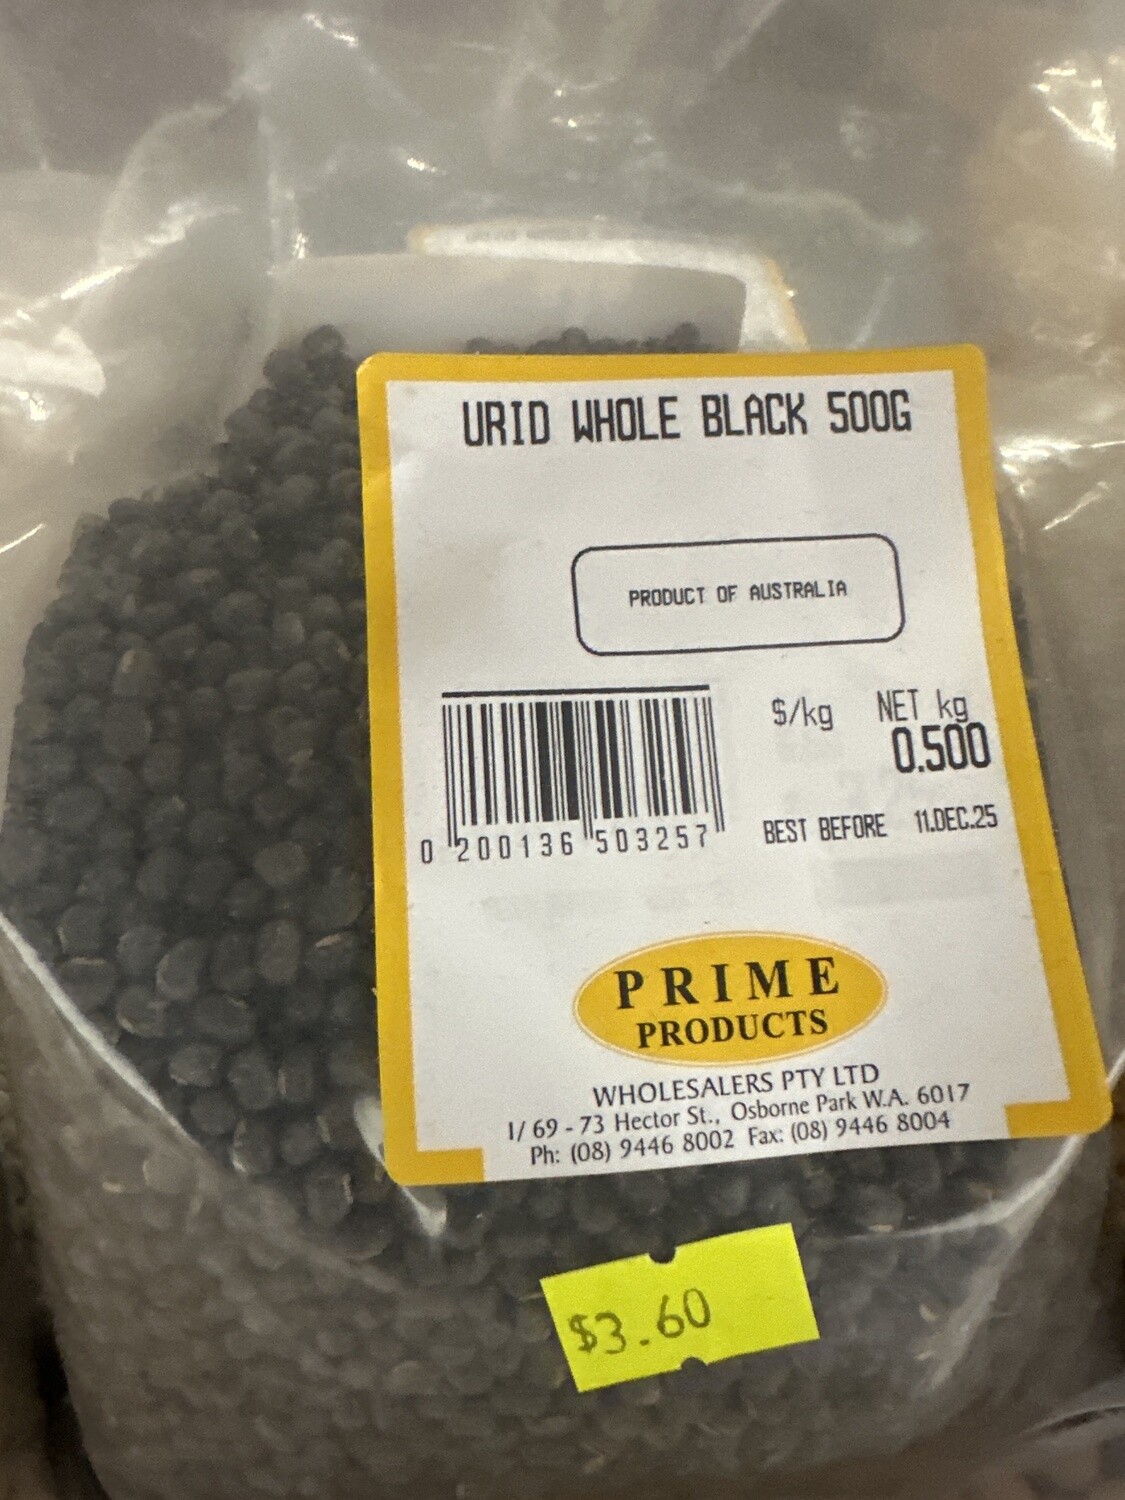 URID WHOLE BLACK 500G
PRODUCT OF AUSTRALIA
$/kg NET kg
0.500
0 200136 503257
BEST BEFORE 11.DEC.25
PRIME
PRODUCTS
WHOLESALERS PTY LTD
1/69 - 73 Hector St., Osborne Park W.A. 6017
Ph: (08) 9446 8002 Fax: (08) 9446 8004
$3.60